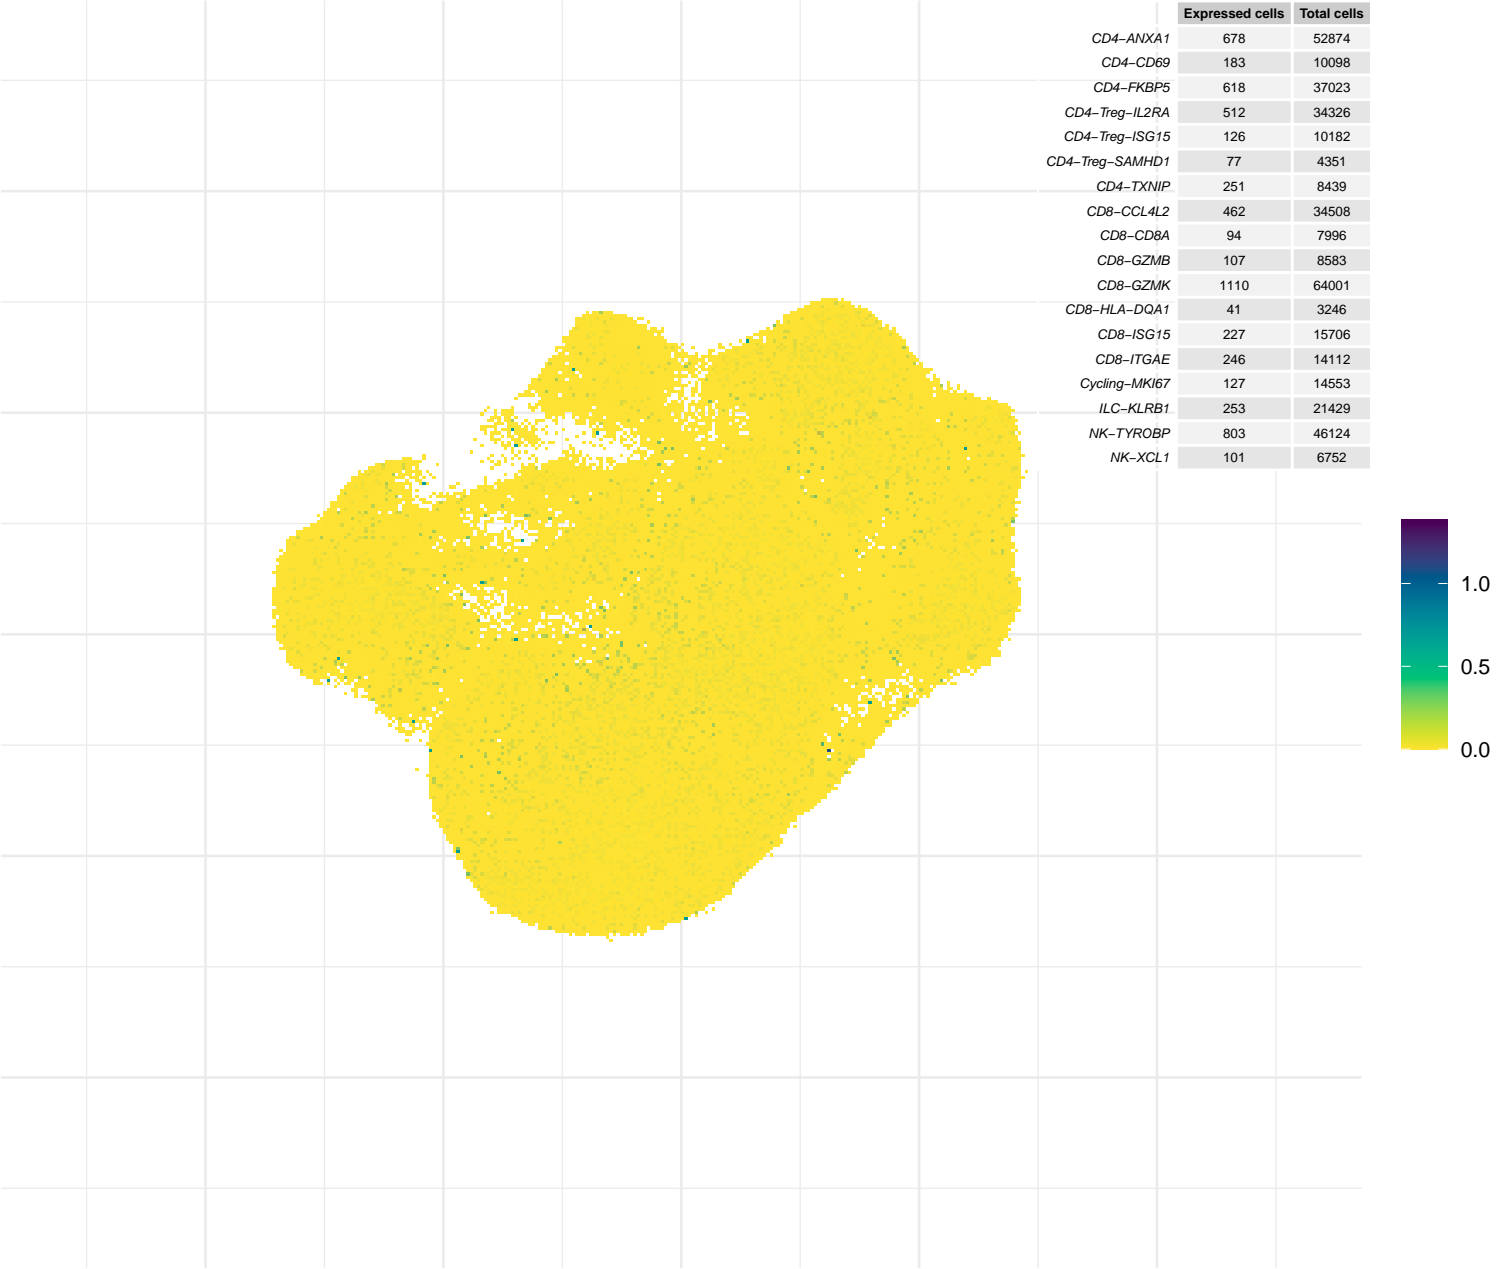 Expressed cells Total cells
CD4−ANXA1 678 52874
CD4−CD69 183 10098
CD4−FKBP5 618 37023
CD4−Treg−IL2RA 512 34326
CD4−Treg−ISG15 126 10182
CD4−Treg−SAMHD1 77 4351
CD4−TXNIP 251 8439
CD8−CCL4L2 462 34508
CD8−CD8A 94 7996
CD8−GZMB 107 8583
CD8−GZMK 1110 64001
CD8−HLA−DQA1 41 3246
CD8−ISG15 227 15706
CD8−ITGAE 246 14112
Cycling−MKI67 127 14553
ILC−KLRB1 253 21429
NK−TYROBP 803 46124
NK−XCL1 101 6752
1.0
0.5
0.0